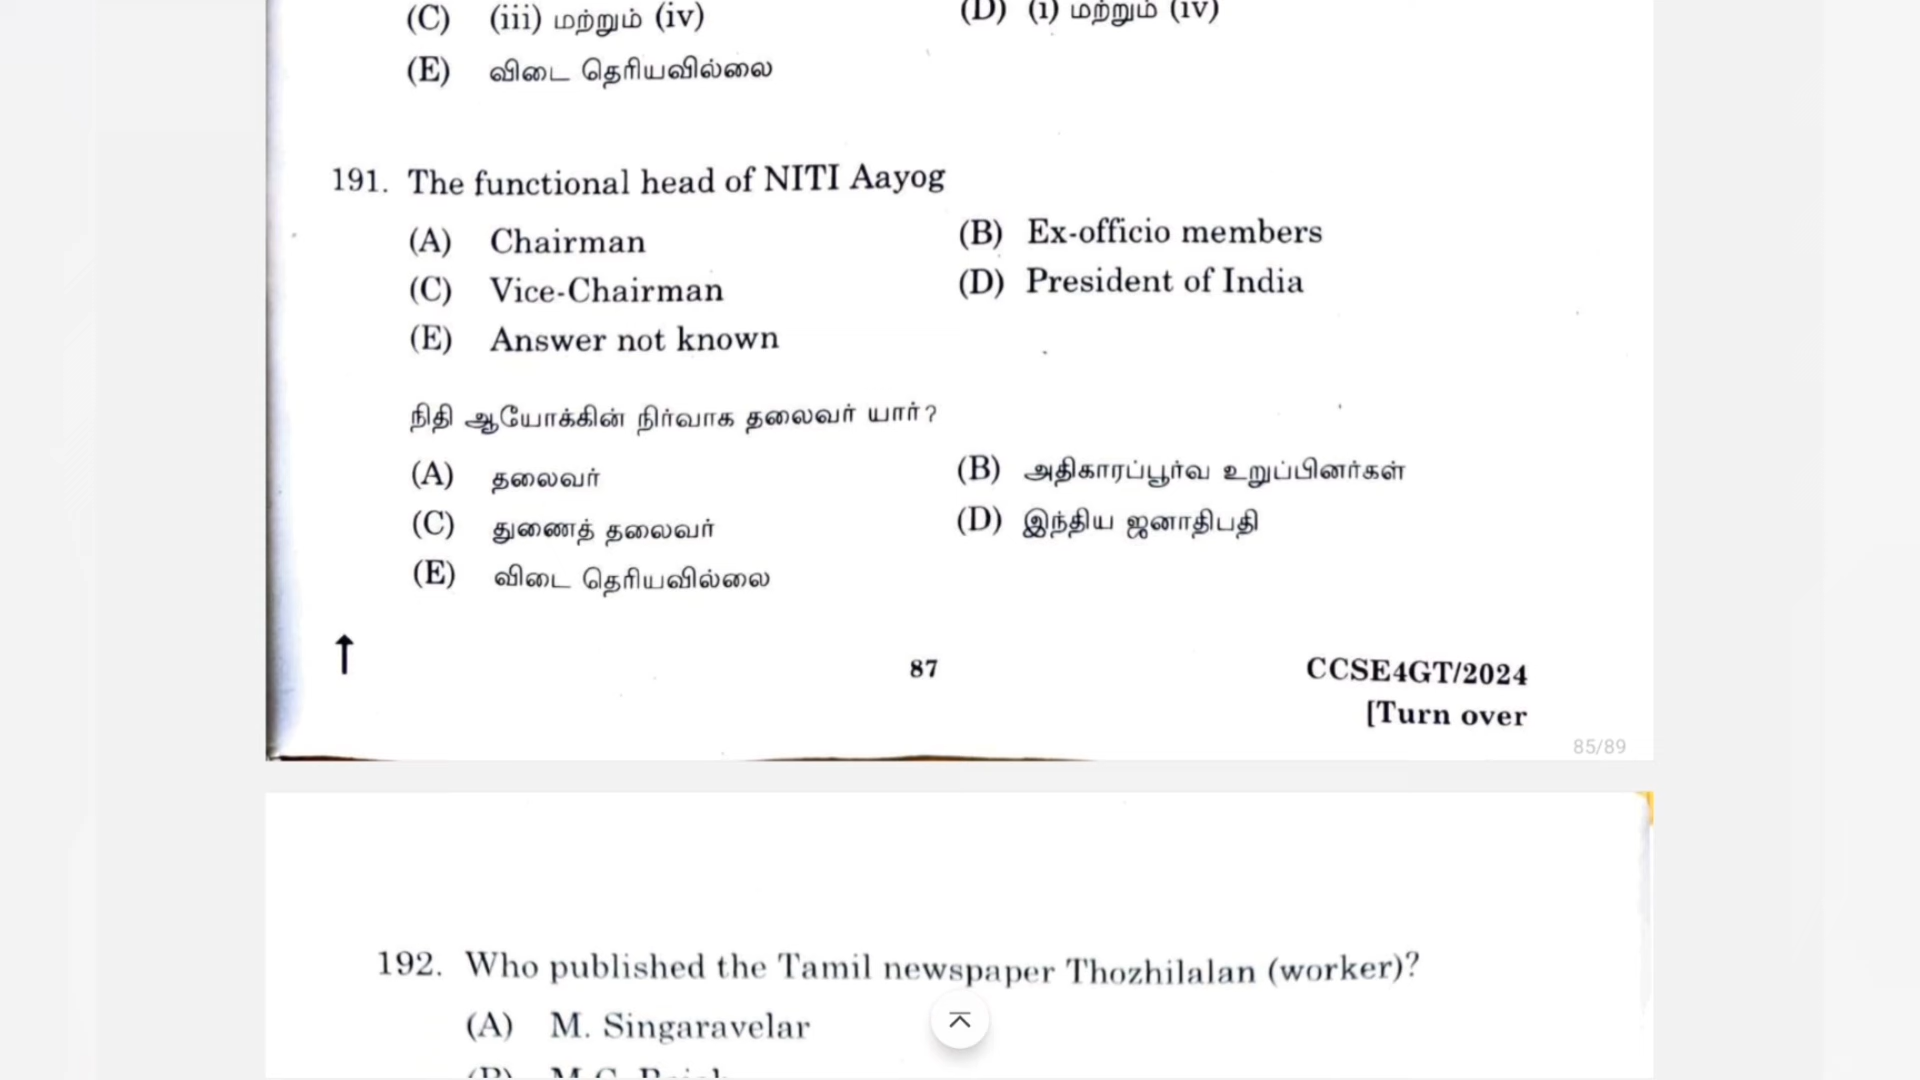 (C) (iii) மற்றும் (iv) (D) (i) மற்றும் (iv)
(E) விடை தெரியவில்லை
191. The functional head of NITI Aayog
(A) Chairman (B) Ex-officio members
(C) Vice-Chairman (D) President of India
(E) Answer not known
நிதி ஆயோக்கின் நிர்வாக தலைவர் யார்?
(A) தலைவர் (B) அதிகாரப்பூர்வ உறுப்பினர்கள்
(C) துணைத் தலைவர் (D) இந்திய ஜனாதிபதி
(E) விடை தெரியவில்லை
87 CCSE4GT/2024
[Turn over
85/89
192. Who published the Tamil newspaper Thozhilalan (worker)?
(A) M. Singaravelar